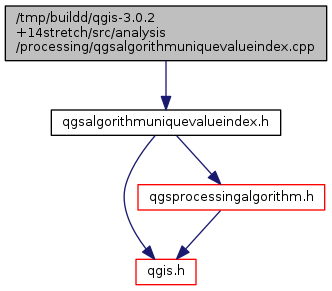 /tmp/buildd/qgis-3.0.2
+14stretch/src/analysis
/processing/qgsalgorithmuniquevalueindex.cpp
qgsalgorithmuniquevalueindex.h
qgsprocessingalgorithm.h
qgis.h